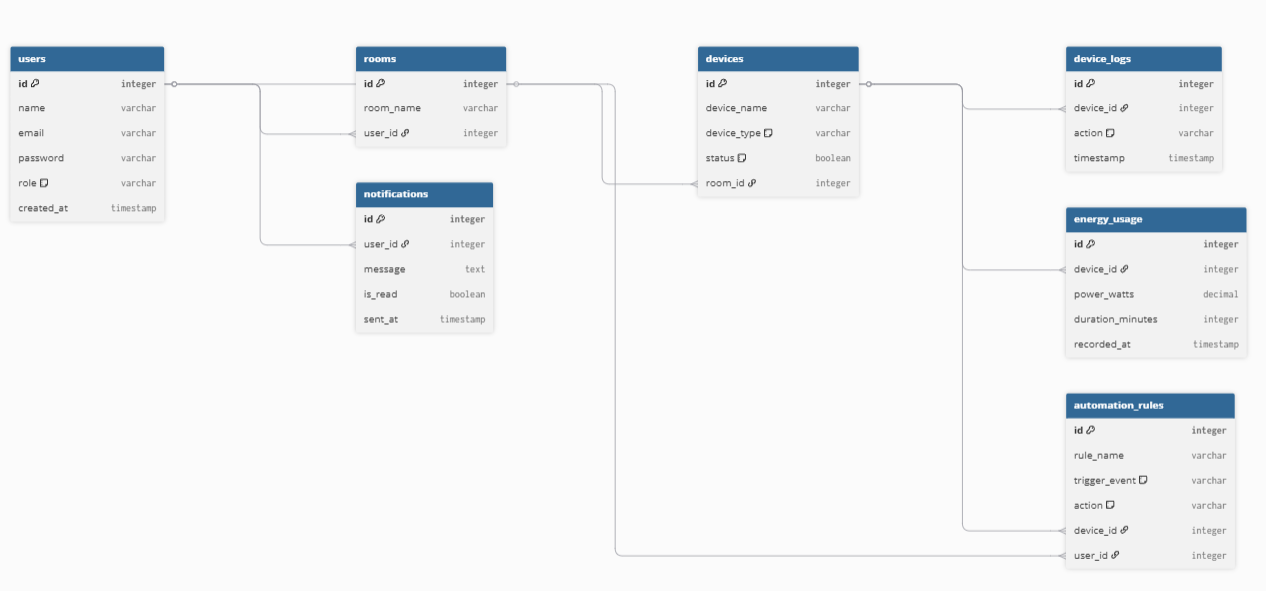 users
id integer
name varchar
email varchar
password varchar
role varchar
created_at timestamp
rooms
id integer
room_name varchar
user_id integer
notifications
id integer
user_id integer
message text
is_read boolean
sent_at timestamp
devices
id integer
device_name varchar
device_type varchar
status boolean
room_id integer
device_logs
id integer
device_id integer
action varchar
timestamp timestamp
energy_usage
id integer
device_id integer
power_watts decimal
duration_minutes integer
recorded_at timestamp
automation_rules
id integer
rule_name varchar
trigger_event varchar
action varchar
device_id integer
user_id integer